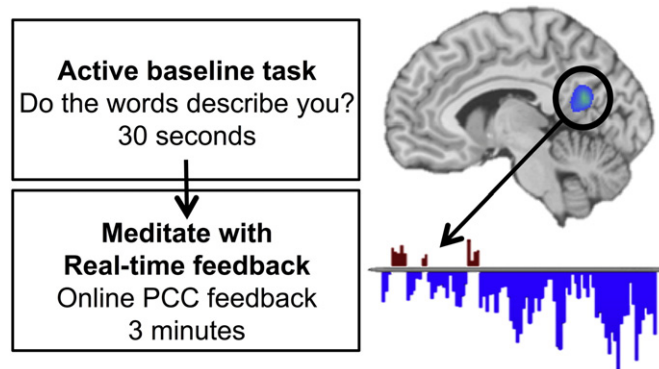 Active baseline task
Do the words describe you?
30 seconds
Meditate with
Real-time feedback
Online PCC feedback
3 minutes